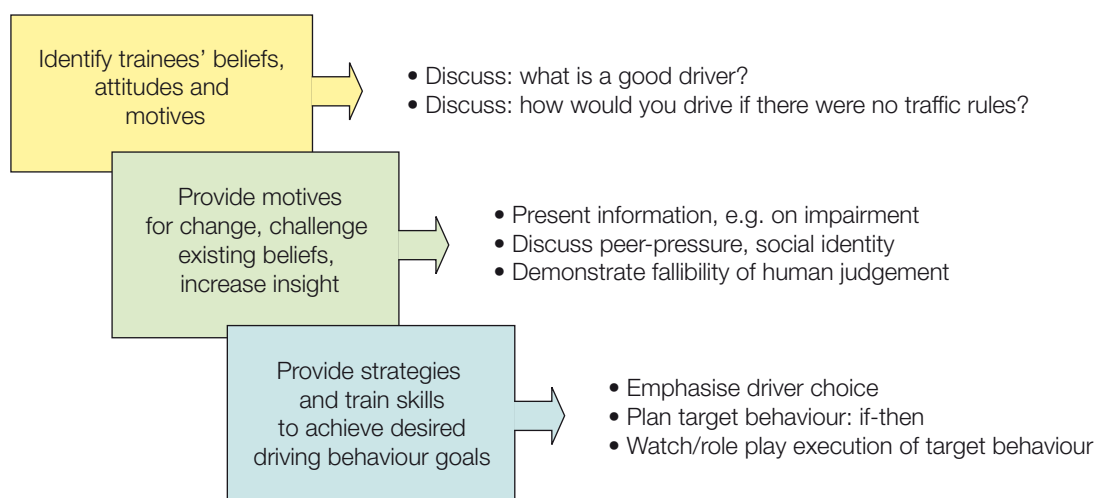 Identify trainees’ beliefs,
attitudes and
motives
• Discuss: what is a good driver?
• Discuss: how would you drive if there were no traffic rules?
Provide motives
for change, challenge
existing beliefs,
increase insight
• Present information, e.g. on impairment
• Discuss peer-pressure, social identity
• Demonstrate fallibility of human judgement
Provide strategies
and train skills
to achieve desired
driving behaviour goals
• Emphasise driver choice
• Plan target behaviour: if-then
• Watch/role play execution of target behaviour